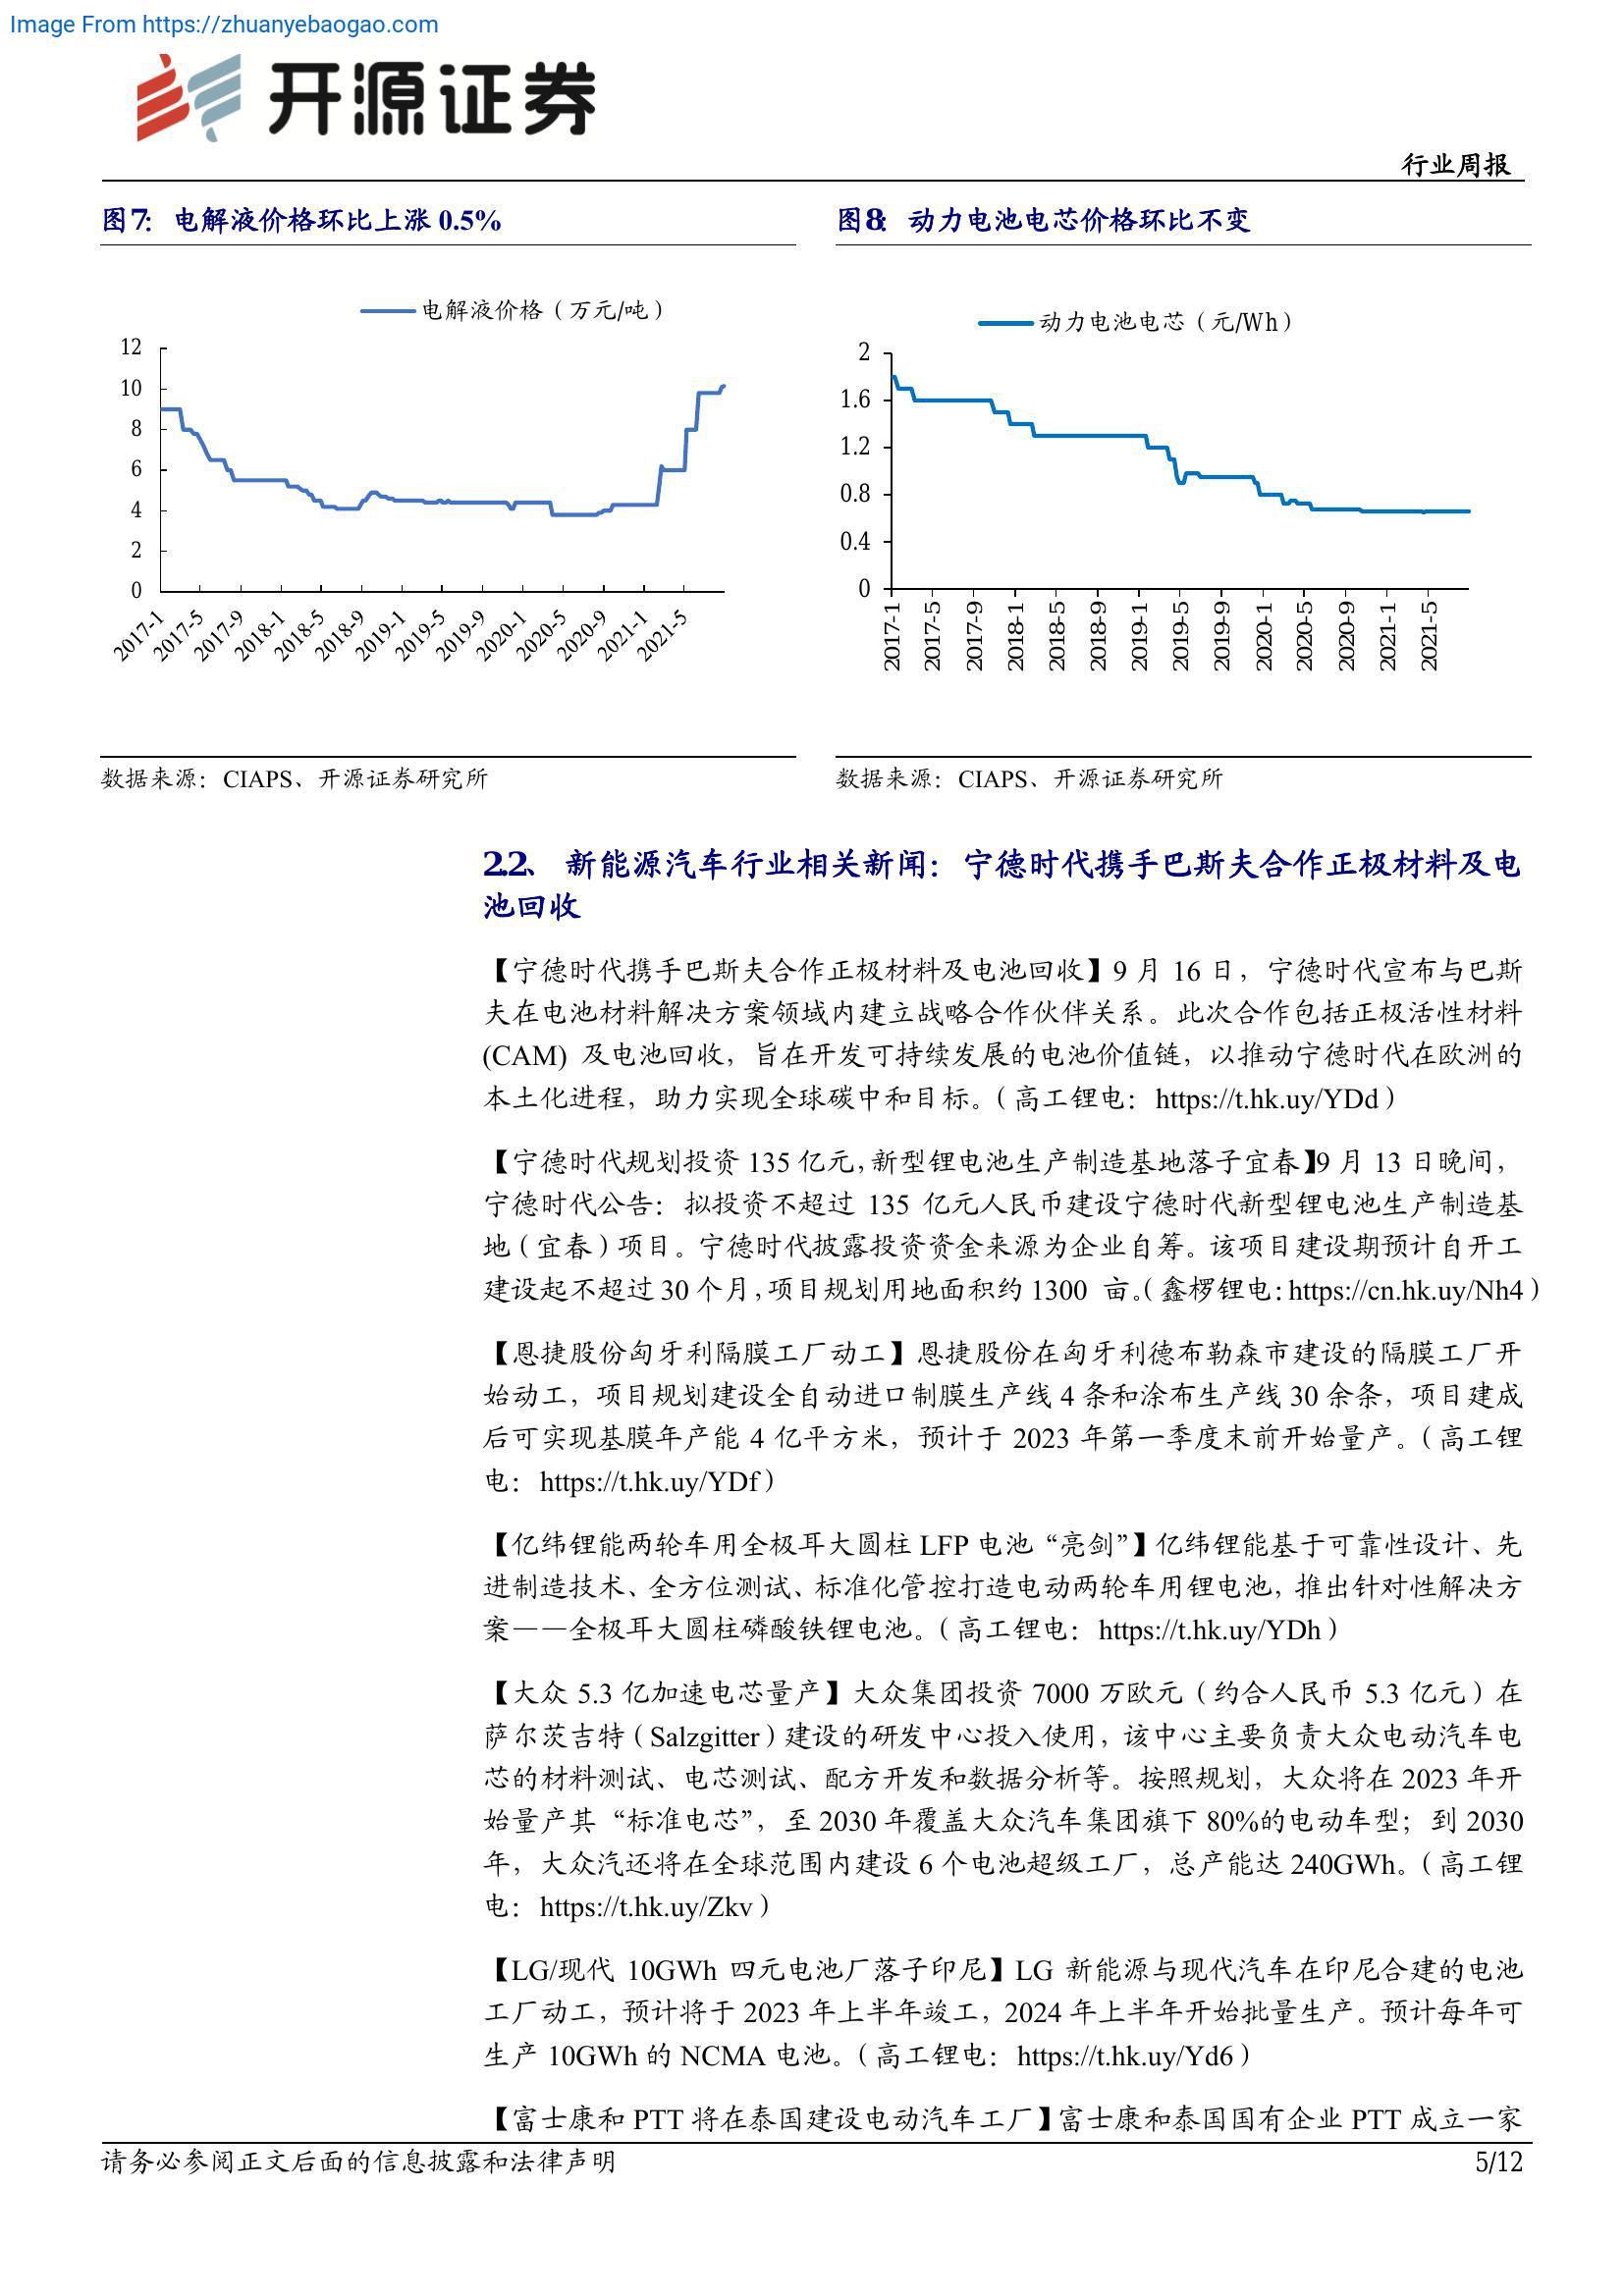 Image From https://zhuanyebaogao.com
开源证券
行业周报
图7： 电解液价格环比上涨 0.5%
电解液价格（万元/吨）
12
10
8
6
4
2
0
2017-1
2017-5
2017-9
2018-1
2018-5
2018-9
2019-1
2019-5
2019-9
2020-1
2020-5
2020-9
2021-1
2021-5
数据来源：CIAPS、开源证券研究所
图8： 动力电池电芯价格环比不变
动力电池电芯（元/Wh）
2
1.6
1.2
0.8
0.4
0
2017-1
2017-5
2017-9
2018-1
2018-5
2018-9
2019-1
2019-5
2019-9
2020-1
2020-5
2020-9
2021-1
2021-5
数据来源：CIAPS、开源证券研究所
2.2、 新能源汽车行业相关新闻：宁德时代携手巴斯夫合作正极材料及电
池回收
【宁德时代携手巴斯夫合作正极材料及电池回收】9 月 16 日，宁德时代宣布与巴斯
夫在电池材料解决方案领域内建立战略合作伙伴关系。此次合作包括正极活性材料
(CAM) 及电池回收，旨在开发可持续发展的电池价值链，以推动宁德时代在欧洲的
本土化进程，助力实现全球碳中和目标。（高工锂电：https://t.hk.uy/YDd）
【宁德时代规划投资 135 亿元，新型锂电池生产制造基地落子宜春】9 月 13 日晚间，
宁德时代公告：拟投资不超过 135 亿元人民币建设宁德时代新型锂电池生产制造基
地（宜春）项目。宁德时代披露投资资金来源为企业自筹。该项目建设期预计自开工
建设起不超过 30 个月，项目规划用地面积约 1300 亩。（鑫椤锂电：https://cn.hk.uy/Nh4）
【恩捷股份匈牙利隔膜工厂动工】恩捷股份在匈牙利德布勒森市建设的隔膜工厂开
始动工，项目规划建设全自动进口制膜生产线 4 条和涂布生产线 30 余条，项目建成
后可实现基膜年产能 4 亿平方米，预计于 2023 年第一季度末前开始量产。（高工锂
电：https://t.hk.uy/YDf）
【亿纬锂能两轮车用全极耳大圆柱 LFP 电池“亮剑”】亿纬锂能基于可靠性设计、先
进制造技术、全方位测试、标准化管控打造电动两轮车用锂电池，推出针对性解决方
案——全极耳大圆柱磷酸铁锂电池。（高工锂电：https://t.hk.uy/YDh）
【大众 5.3 亿加速电芯量产】大众集团投资 7000 万欧元（约合人民币 5.3 亿元）在
萨尔茨吉特（Salzgitter）建设的研发中心投入使用，该中心主要负责大众电动汽车电
芯的材料测试、电芯测试、配方开发和数据分析等。按照规划，大众将在 2023 年开
始量产其“标准电芯”，至 2030 年覆盖大众汽车集团旗下 80%的电动车型；到 2030
年，大众汽还将在全球范围内建设 6 个电池超级工厂，总产能达 240GWh。（高工锂
电：https://t.hk.uy/Zkv）
【LG/现代 10GWh 四元电池厂落子印尼】LG 新能源与现代汽车在印尼合建的电池
工厂动工，预计将于 2023 年上半年竣工，2024 年上半年开始批量生产。预计每年可
生产 10GWh 的 NCMA 电池。（高工锂电：https://t.hk.uy/Yd6）
【富士康和 PTT 将在泰国建设电动汽车工厂】富士康和泰国国有企业 PTT 成立一家
请务必参阅正文后面的信息披露和法律声明
5/12